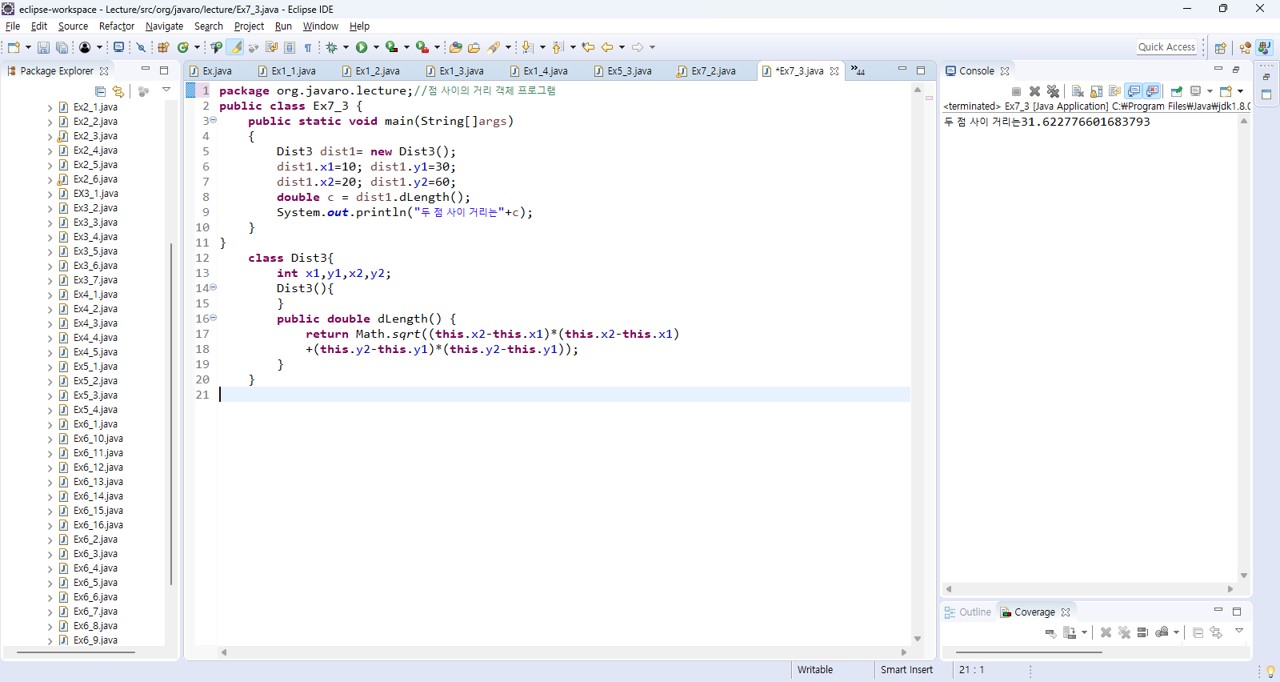 eclipse-workspace - Lecture/src/org/javaro/lecture/Ex7_3.java - Eclipse IDE
File Edit Source Refactor Navigate Search Project Run Window Help
Quick Access
Package Explorer
Ex2_1.java
Ex2_2.java
Ex2_3.java
Ex2_4.java
Ex2_5.java
Ex2_6.java
EX3_1.java
Ex3_2.java
Ex3_3.java
Ex3_4.java
Ex3_5.java
Ex3_6.java
Ex3_7.java
Ex4_1.java
Ex4_2.java
Ex4_3.java
Ex4_4.java
Ex4_5.java
Ex5_1.java
Ex5_2.java
Ex5_3.java
Ex5_4.java
Ex6_1.java
Ex6_10.java
Ex6_11.java
Ex6_12.java
Ex6_13.java
Ex6_14.java
Ex6_15.java
Ex6_16.java
Ex6_2.java
Ex6_3.java
Ex6_4.java
Ex6_5.java
Ex6_6.java
Ex6_7.java
Ex6_8.java
Ex6_9.java
Ex.java Ex1_1.java Ex1_2.java Ex1_3.java Ex1_4.java Ex5_3.java Ex7_2.java *Ex7_3.java »44
1 package org.javaro.lecture;//점 사이의 거리 객체 프로그램
2 public class Ex7_3 {
3 public static void main(String[]args)
4 {
5 Dist3 dist1= new Dist3();
6 dist1.x1=10; dist1.y1=30;
7 dist1.x2=20; dist1.y2=60;
8 double c = dist1.dLength();
9 System.out.println("두 점 사이 거리는"+c);
10 }
11 }
12 class Dist3{
13 int x1,y1,x2,y2;
14 Dist3(){
15 }
16 public double dLength() {
17 return Math.sqrt((this.x2-this.x1)*(this.x2-this.x1)
18 +(this.y2-this.y1)*(this.y2-this.y1));
19 }
20 }
21
Console
<terminated> Ex7_3 [Java Application] C:₩Program Files₩Java₩jdk1.8.0
두 점 사이 거리는31.622776601683793
Outline Coverage
Writable Smart Insert 21 : 1